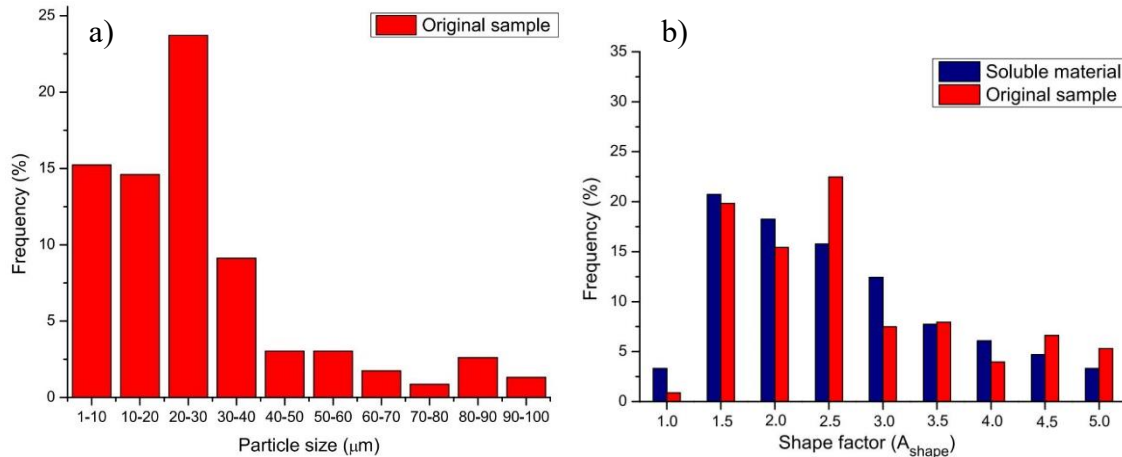 a)
Original sample
25
20
15
10
5
0
Frequency (%)
1-10 10-20 20-30 30-40 40-50 50-60 60-70 70-80 80-90 90-100
Particle size (μm)
b)
Soluble material
Original sample
35
30
25
20
15
10
5
0
Frequency (%)
1.0 1.5 2.0 2.5 3.0 3.5 4.0 4.5 5.0
Shape factor (Ashape)